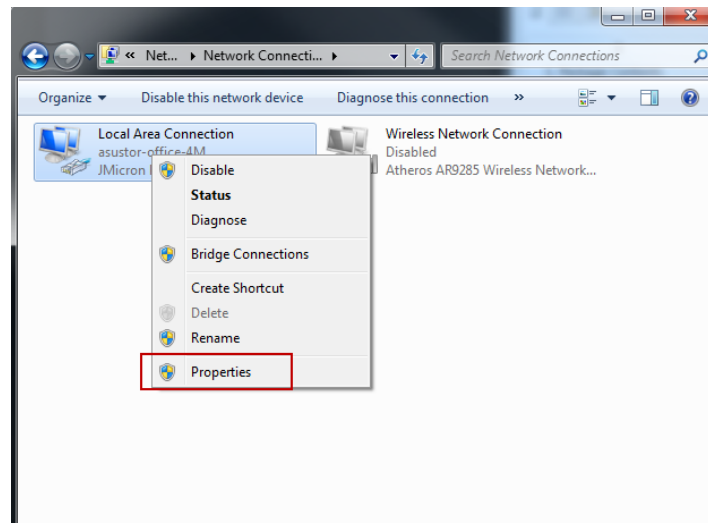 « Net... Network Connecti...
Search Network Connections
Organize Disable this network device Diagnose this connection »
Local Area Connection
asustor-office-4M
JMicron
Wireless Network Connection
Disabled
Atheros AR9285 Wireless Network...
Disable
Status
Diagnose
Bridge Connections
Create Shortcut
Delete
Rename
Properties